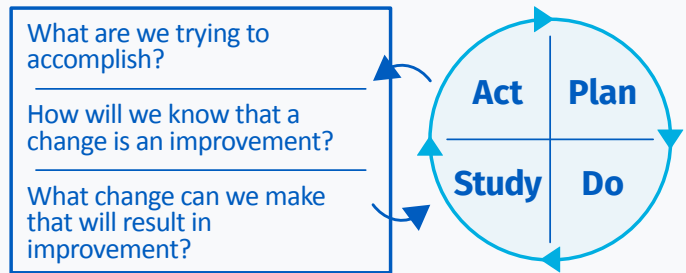 What are we trying to
accomplish?
How will we know that a
change is an improvement?
What change can we make
that will result in
improvement?
Act Plan
Study Do